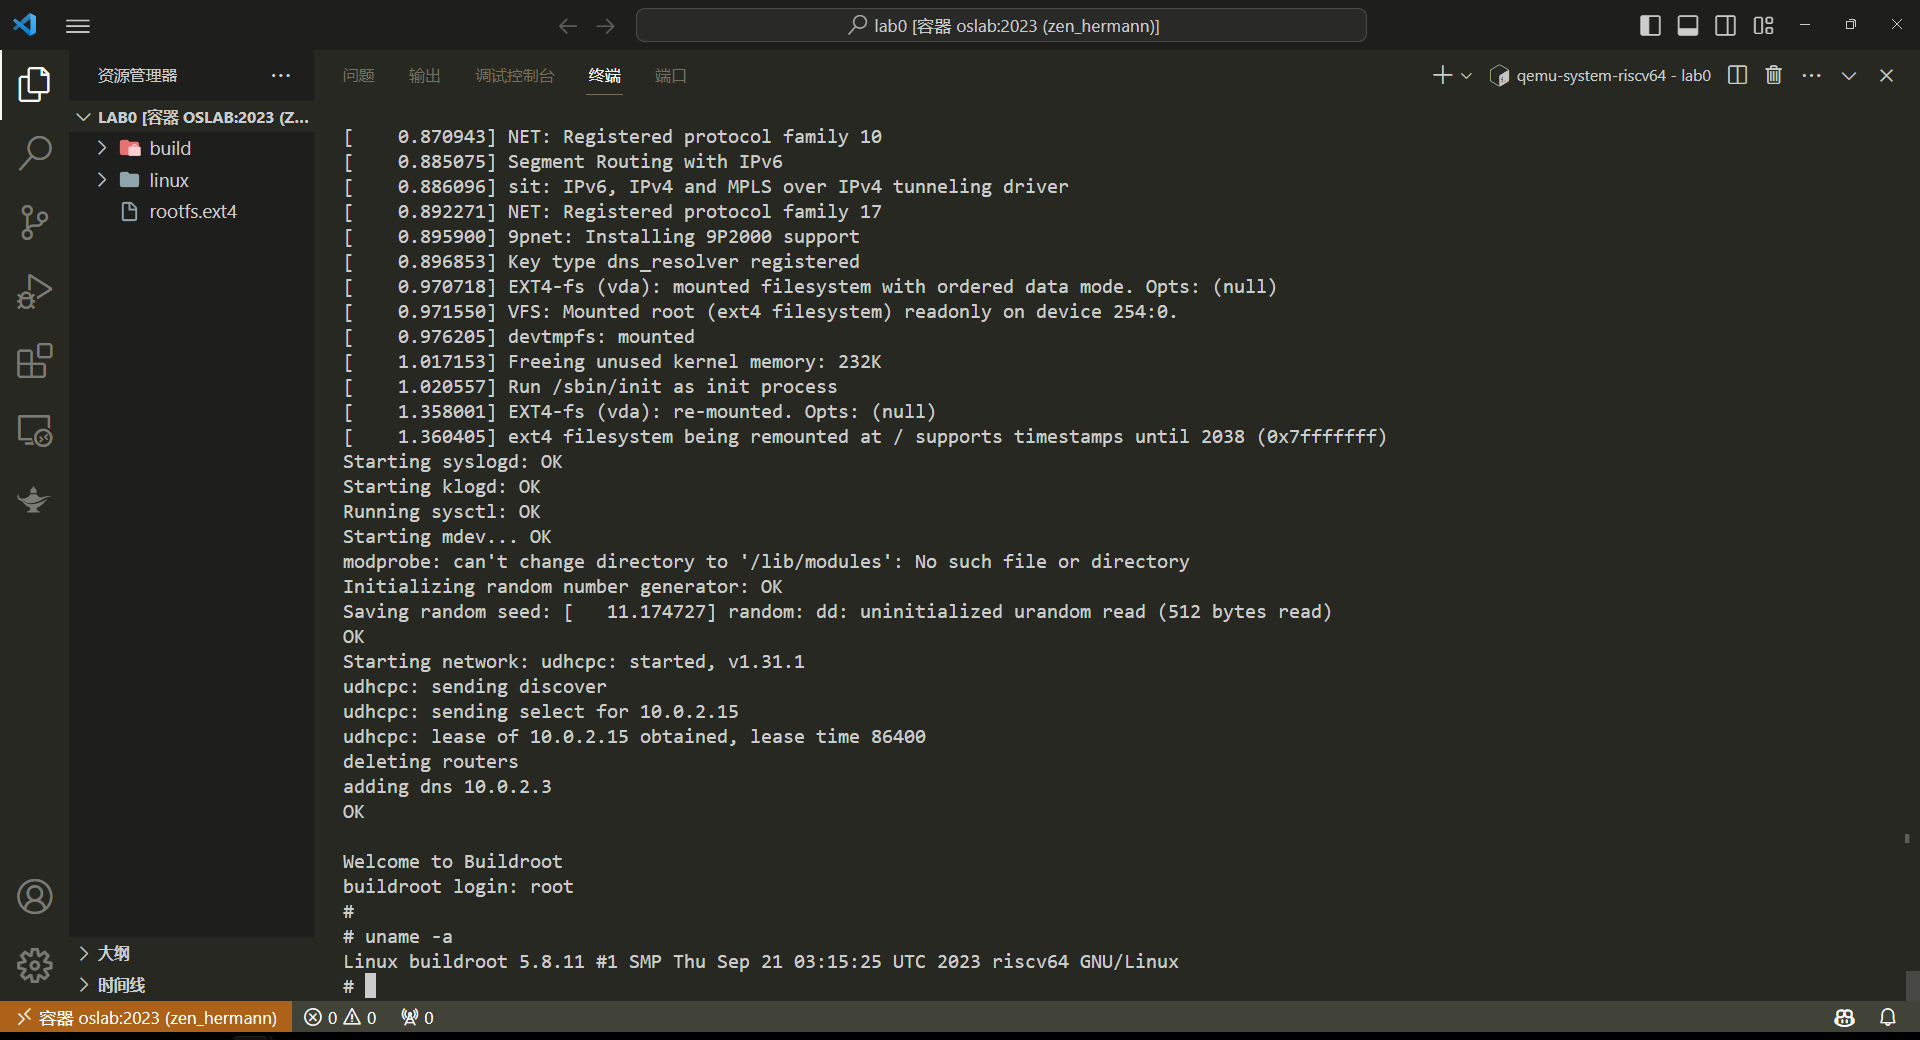 lab0 [容器 oslab:2023 (zen_hermann)]
资源管理器
问题 输出 调试控制台 终端 端口
qemu-system-riscv64 - lab0
LAB0 [容器 OSLAB:2023 (Z...
build
linux
rootfs.ext4
[    0.870943] NET: Registered protocol family 10
[    0.885075] Segment Routing with IPv6
[    0.886096] sit: IPv6, IPv4 and MPLS over IPv4 tunneling driver
[    0.892271] NET: Registered protocol family 17
[    0.895900] 9pnet: Installing 9P2000 support
[    0.896853] Key type dns_resolver registered
[    0.970718] EXT4-fs (vda): mounted filesystem with ordered data mode. Opts: (null)
[    0.971550] VFS: Mounted root (ext4 filesystem) readonly on device 254:0.
[    0.976205] devtmpfs: mounted
[    1.017153] Freeing unused kernel memory: 232K
[    1.020557] Run /sbin/init as init process
[    1.358001] EXT4-fs (vda): re-mounted. Opts: (null)
[    1.360405] ext4 filesystem being remounted at / supports timestamps until 2038 (0x7fffffff)
Starting syslogd: OK
Starting klogd: OK
Running sysctl: OK
Starting mdev... OK
modprobe: can't change directory to '/lib/modules': No such file or directory
Initializing random number generator: OK
Saving random seed: [   11.174727] random: dd: uninitialized urandom read (512 bytes read)
OK
Starting network: udhcpc: started, v1.31.1
udhcpc: sending discover
udhcpc: sending select for 10.0.2.15
udhcpc: lease of 10.0.2.15 obtained, lease time 86400
deleting routers
adding dns 10.0.2.3
OK
Welcome to Buildroot
buildroot login: root
#
# uname -a
Linux buildroot 5.8.11 #1 SMP Thu Sep 21 03:15:25 UTC 2023 riscv64 GNU/Linux
#
大纲
时间线
容器 oslab:2023 (zen_hermann)
0 0 0